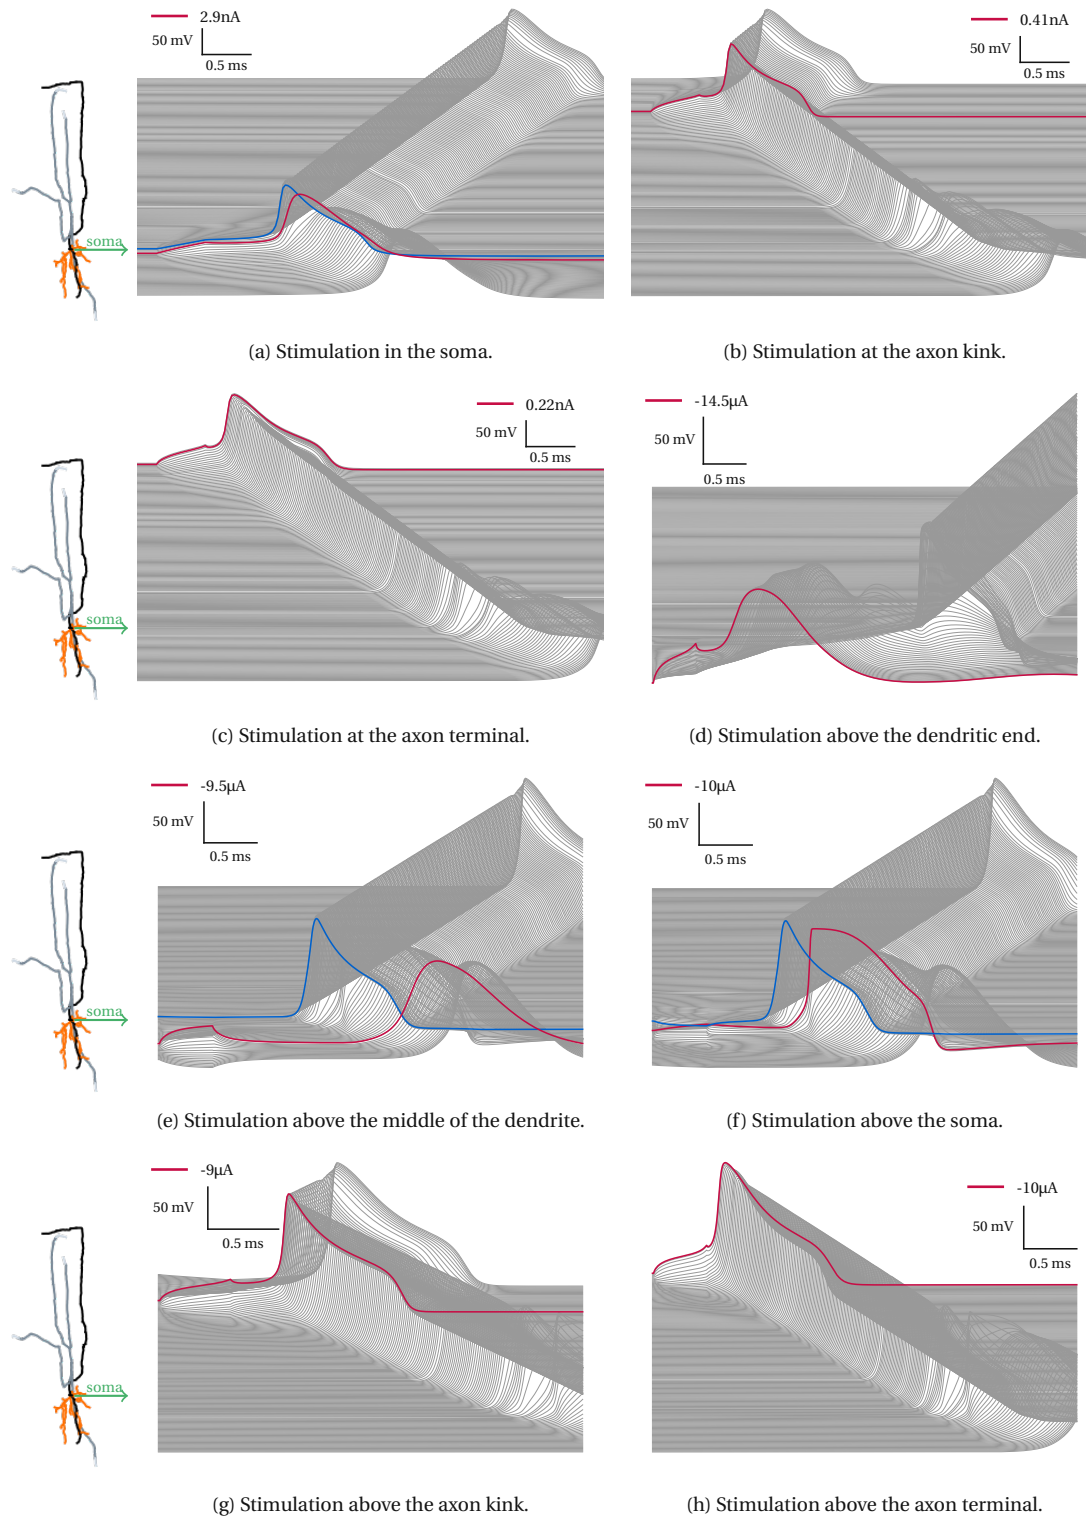 2.9nA
50 mV
0.5 ms
0.41nA
50 mV
0.5 ms
soma
(a) Stimulation in the soma.
(b) Stimulation at the axon kink.
0.22nA
50 mV
0.5 ms
-14.5µA
50 mV
0.5 ms
soma
(c) Stimulation at the axon terminal.
(d) Stimulation above the dendritic end.
-9.5µA
50 mV
0.5 ms
-10µA
50 mV
0.5 ms
soma
(e) Stimulation above the middle of the dendrite.
(f) Stimulation above the soma.
-9µA
50 mV
0.5 ms
-10µA
50 mV
0.5 ms
soma
(g) Stimulation above the axon kink.
(h) Stimulation above the axon terminal.